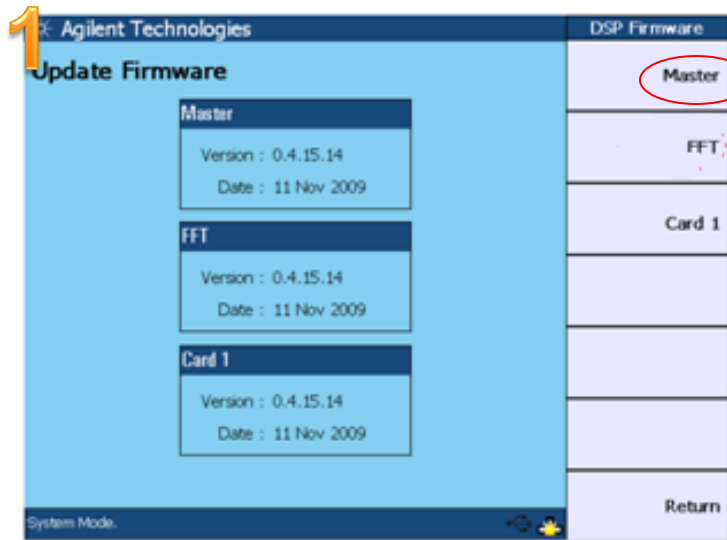 1
Agilent Technologies
DSP Firmware
Update Firmware
Master
Version : 0.4.15.14
Date : 11 Nov 2009
FFT
Version : 0.4.15.14
Date : 11 Nov 2009
Card 1
Version : 0.4.15.14
Date : 11 Nov 2009
System Mode.
Master
FFT
Card 1
Return